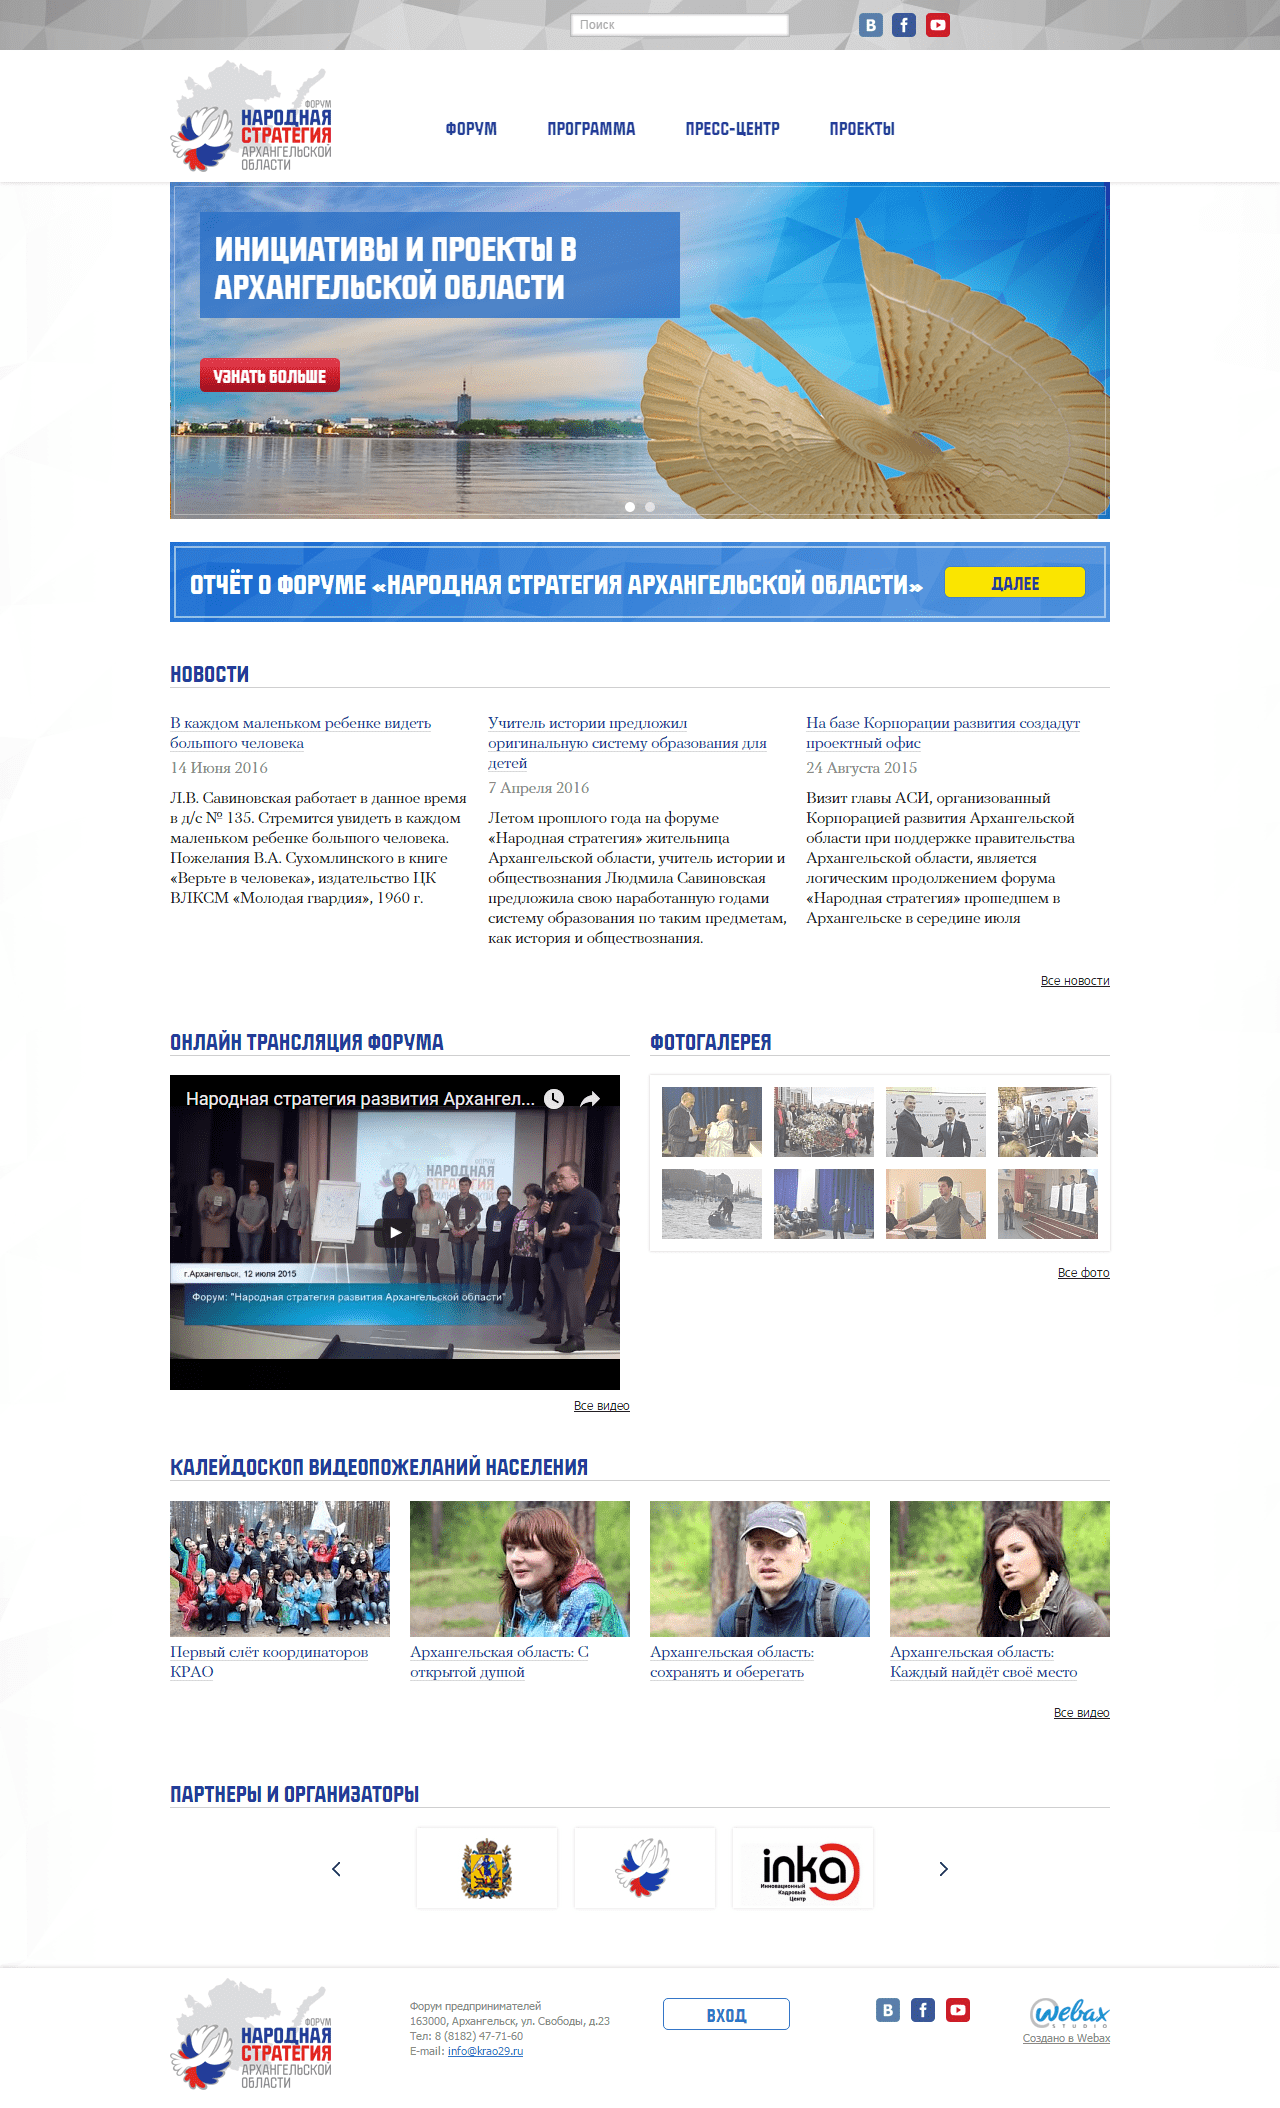 Поиск
ФОРУМ
НАРОДНАЯ
СТРАТЕГИЯ
АРХАНГЕЛЬСКОЙ
ОБЛАСТИ
ФОРУМ ПРОГРАММА ПРЕСС-ЦЕНТР ПРОЕКТЫ
ИНИЦИАТИВЫ И ПРОЕКТЫ В
АРХАНГЕЛЬСКОЙ ОБЛАСТИ
УЗНАТЬ БОЛЬШЕ
ОТЧЁТ О ФОРУМЕ «НАРОДНАЯ СТРАТЕГИЯ АРХАНГЕЛЬСКОЙ ОБЛАСТИ»
ДАЛЕЕ
НОВОСТИ
В каждом маленьком ребенке видеть
большого человека
14 Июня 2016
Л.В. Савиновская работает в данное время
в д/с № 135. Стремится увидеть в каждом
маленьком ребенке большого человека.
Пожелания В.А. Сухомлинского в книге
«Верьте в человека», издательство ЦК
ВЛКСМ «Молодая гвардия», 1960 г.
Учитель истории предложил
оригинальную систему образования для
детей
7 Апреля 2016
Летом прошлого года на форуме
«Народная стратегия» жительница
Архангельской области, учитель истории и
обществознания Людмила Савиновская
предложила свою наработанную годами
систему образования по таким предметам,
как история и обществознания.
На базе Корпорации развития создадут
проектный офис
24 Августа 2015
Визит главы АСИ, организованный
Корпорацией развития Архангельской
области при поддержке правительства
Архангельской области, является
логическим продолжением форума
«Народная стратегия» прошедшем в
Архангельске в середине июля
Все новости
ОНЛАЙН ТРАНСЛЯЦИЯ ФОРУМА
Народная стратегия развития Архангел...
ФОРУМ
НАРОДНАЯ
СТРАТЕГИЯ
АРХАНГЕЛЬСКОЙ
г.Архангельск, 12 июля 2015
Форум: "Народная стратегия развития Архангельской области"
Все видео
ФОТОГАЛЕРЕЯ
Все фото
КАЛЕЙДОСКОП ВИДЕОПОЖЕЛАНИЙ НАСЕЛЕНИЯ
Первый слёт координаторов
КРАО
Архангельская область: С
открытой душой
Архангельская область:
сохранять и оберегать
Архангельская область:
Каждый найдёт своё место
Все видео
ПАРТНЕРЫ И ОРГАНИЗАТОРЫ
inka
Инновационный
Кадровый
Центр
ФОРУМ
НАРОДНАЯ
СТРАТЕГИЯ
АРХАНГЕЛЬСКОЙ
ОБЛАСТИ
Форум предпринимателей
163000, Архангельск, ул. Свободы, д.23
Тел: 8 (8182) 47-71-60
E-mail: info@krao29.ru
ВХОД
Webax
STUDIO
Создано в Webax